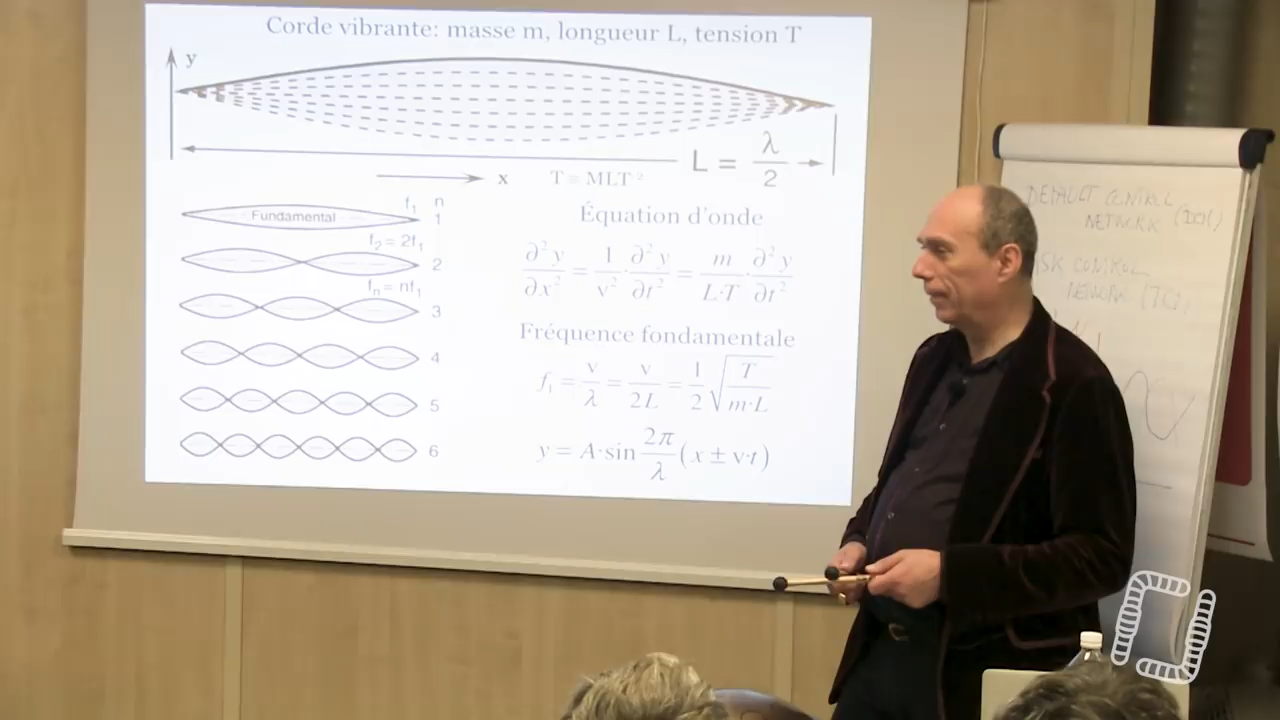 Corde vibrante: masse m, longueur L, tension T
y
L = λ/2
x T = MLT⁻²
f₁ n
Fundamental 1
f₂ = 2f₁
2
fₙ = nf₁
3
4
5
6
Équation d'onde
∂²y/∂x² = 1/v² · ∂²y/∂t² = m/L·T · ∂²y/∂t²
Fréquence fondamentale
f₁ = v/λ = v/2L = 1/2 √T/m·L
y = A·sin 2π/λ (x ± v·t)
DEFAULT CONTROL
NETWORK (DCN)
CONTROL
NETWORK